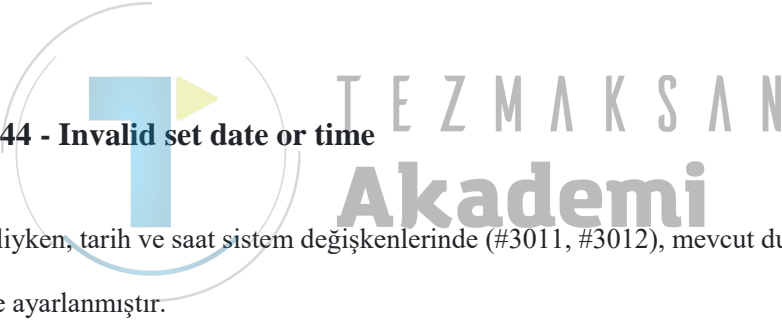 TEZMAKSAN
44 - Invalid set date or time
Akademi
liyken, tarih ve saat sistem değişkenlerinde (#3011, #3012), mevcut du
e ayarlanmıştır.